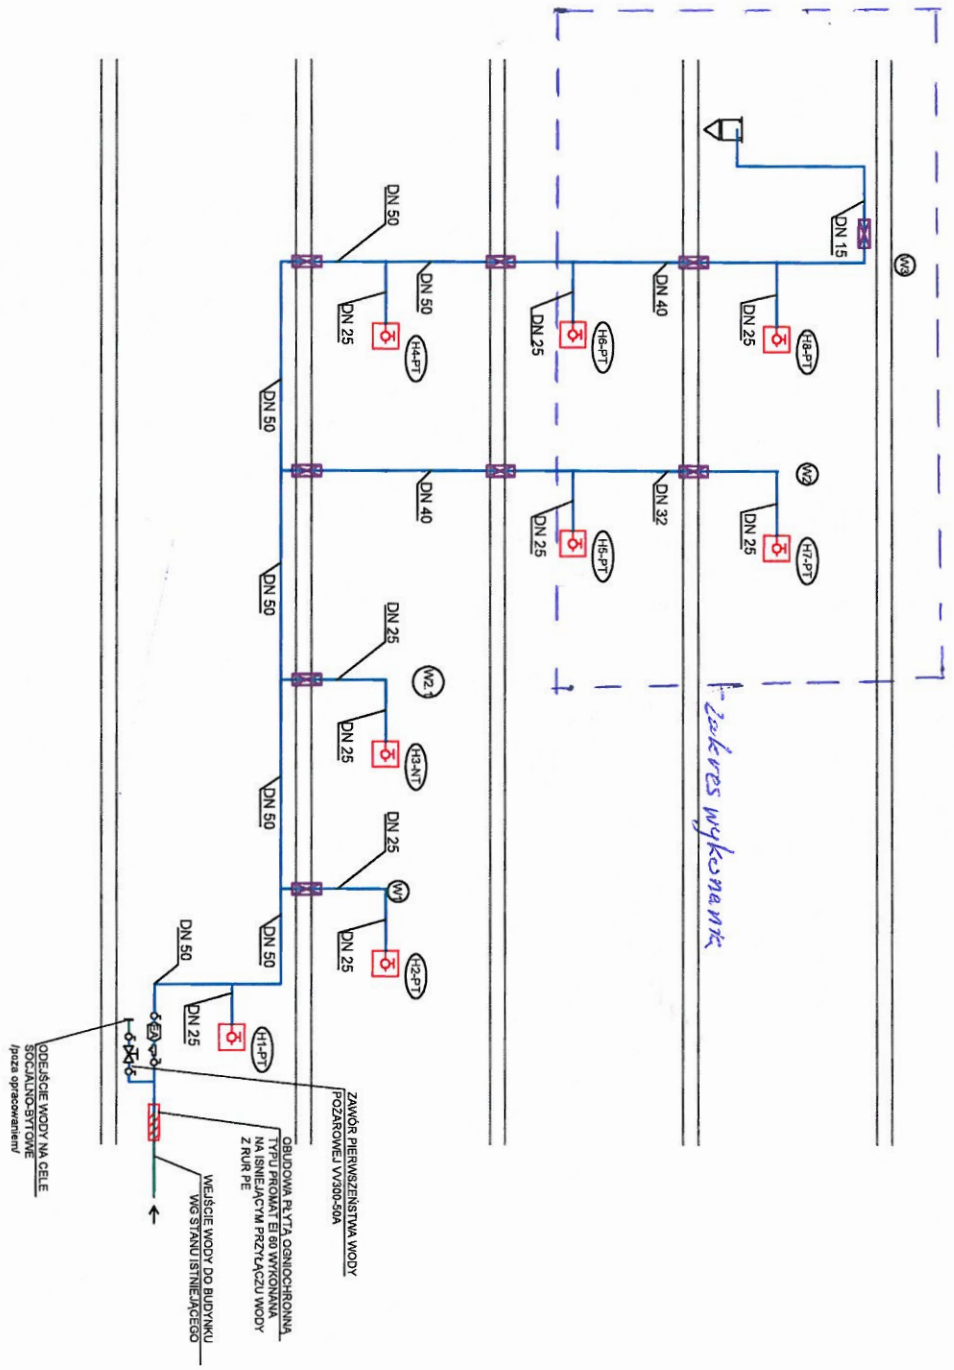 W3
DN 15
DN 50
DN 50
DN 40
DN 25
H4-PT
DN 25
H6-PT
DN 25
H8-PT
DN 50
W2
DN 40
DN 32
DN 25
H5-PT
DN 25
H7-PT
DN 50
DN 25
W2.1
DN 25
H3-NT
zakres wykonania
DN 50
DN 25
W1
DN 25
H2-PT
DN 50
DN 50
DN 25
H1-PT
EA
ZAWÓR PIERWSZEŃSTWA WODY
POŻAROWEJ VV300-50A
OBUDOWA PŁYTĄ OGNIOCHRONNĄ
TYPU PROMAT EI 60 WYKONANA
NA ISNIEJĄCYM PRZYŁĄCZU WODY
Z RUR PE
WEJŚCIE WODY DO BUDYNKU
WG STANU ISTNIEJĄCEGO
ODEJŚCIE WODY NA CELE
SOCJALNO-BYTOWE
/poza opracowaniem/